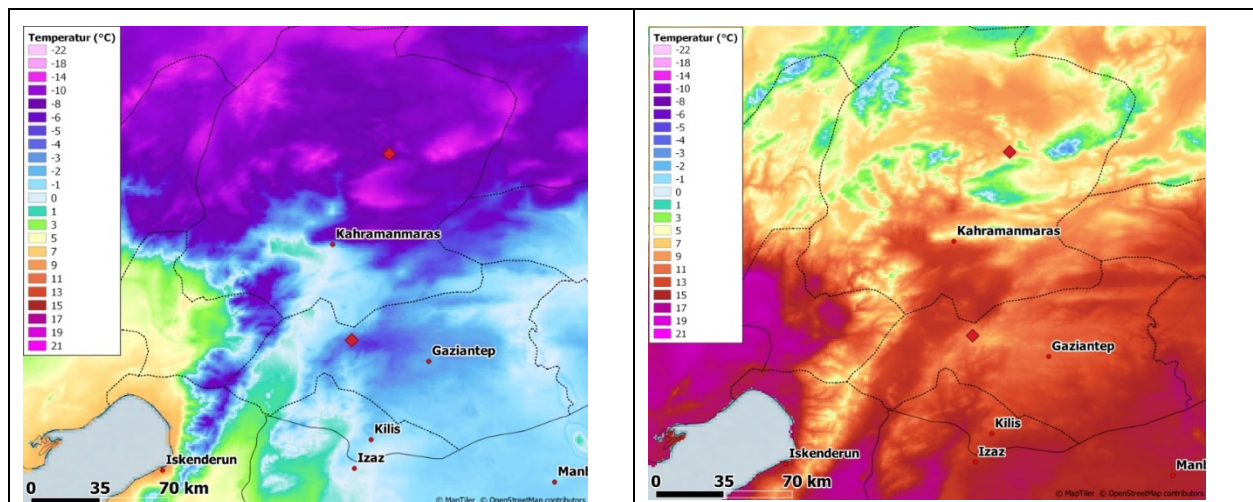 Temperatur (°C)
-22
-18
-14
-10
-8
-6
-5
-4
-3
-2
-1
0
1
3
5
7
9
11
13
15
17
19
21
Kahramanmaras
Gaziantep
Kilis
Izaz
Iskenderun
Manb
0 35 70 km
© MapTiler © OpenStreetMap contributors
Temperatur (°C)
-22
-18
-14
-10
-8
-6
-5
-4
-3
-2
-1
0
1
3
5
7
9
11
13
15
17
19
21
Kahramanmaras
Gaziantep
Kilis
Izaz
Iskenderun
Manb
0 35 70 km
© MapTiler © OpenStreetMap contributors